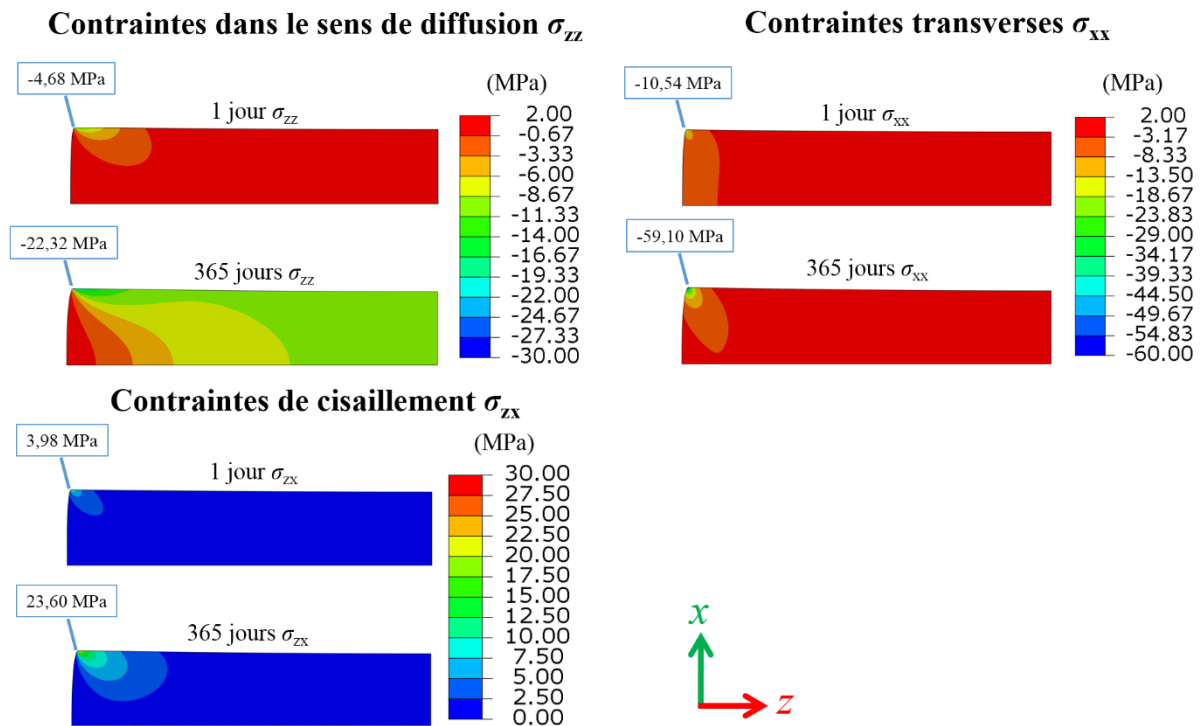 Contraintes dans le sens de diffusion σzz
-4,68 MPa
1 jour σzz
-22,32 MPa
365 jours σzz
(MPa)
2.00
-0.67
-3.33
-6.00
-8.67
-11.33
-14.00
-16.67
-19.33
-22.00
-24.67
-27.33
-30.00
Contraintes transverses σxx
-10,54 MPa
1 jour σxx
-59,10 MPa
365 jours σxx
(MPa)
2.00
-3.17
-8.33
-13.50
-18.67
-23.83
-29.00
-34.17
-39.33
-44.50
-49.67
-54.83
-60.00
Contraintes de cisaillement σzx
3,98 MPa
1 jour σzx
23,60 MPa
365 jours σzx
(MPa)
30.00
27.50
25.00
22.50
20.00
17.50
15.00
12.50
10.00
7.50
5.00
2.50
0.00
x
z